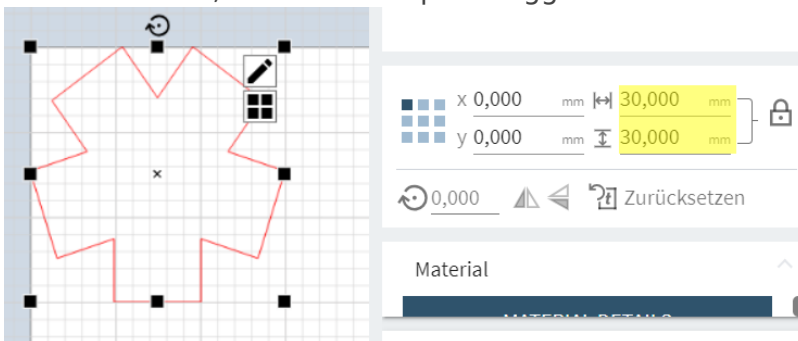 x 0,000 mm 30,000 mm
y 0,000 mm 30,000 mm
0,000 Zurücksetzen
Material
MATERIAL DETAILS